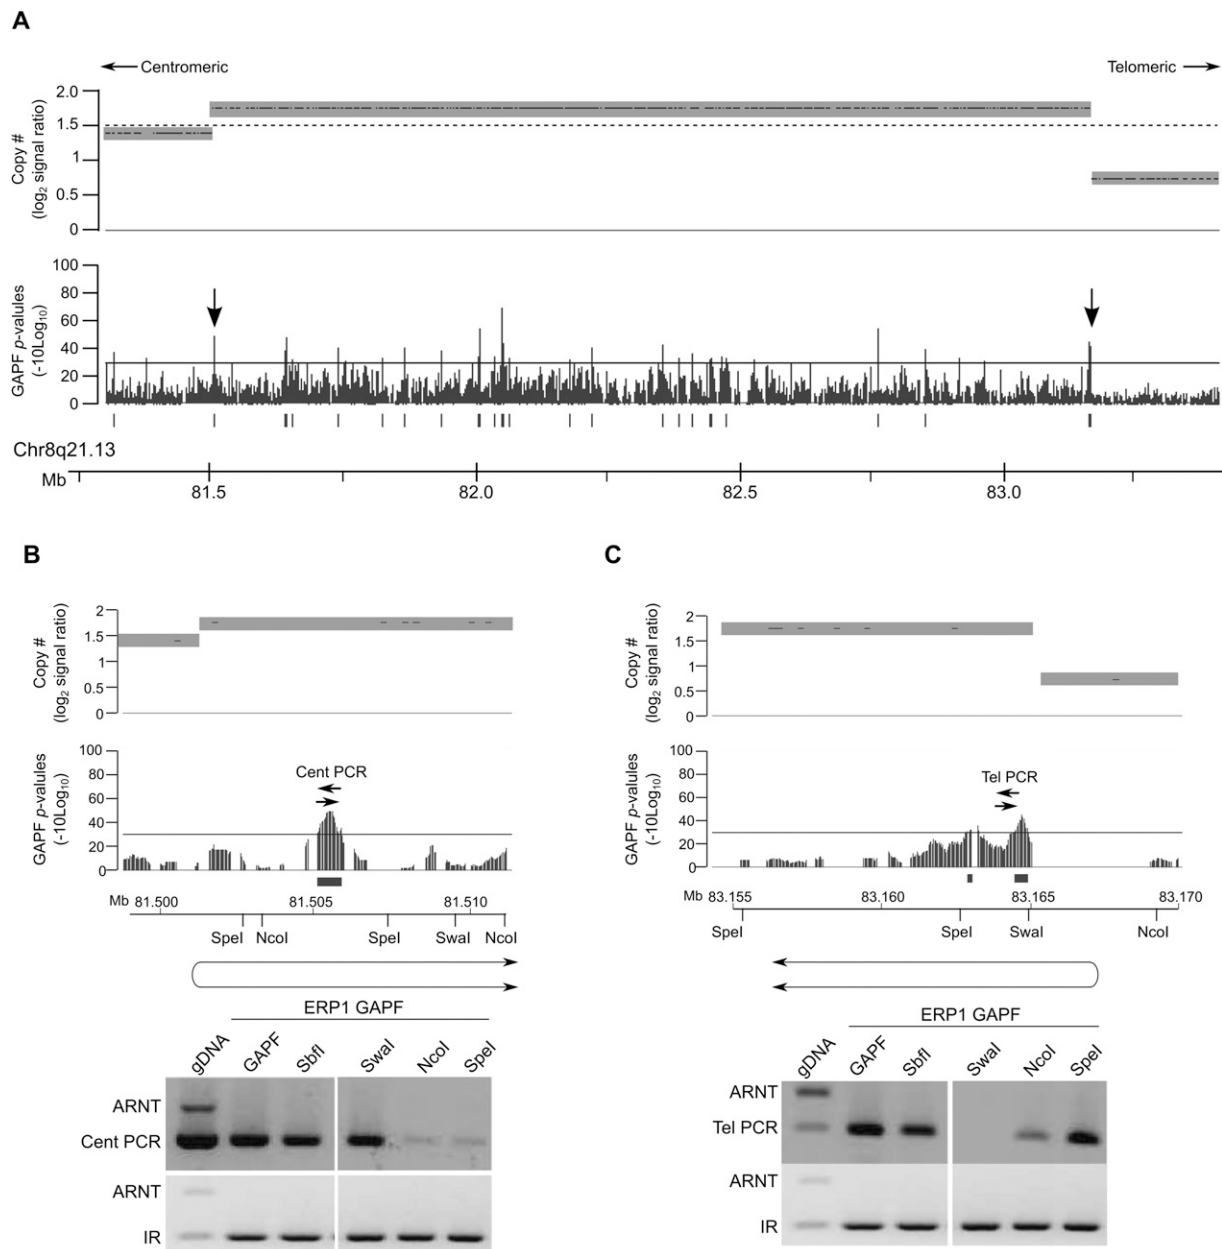 A
Centromeric
Telomeric
Copy #
(log2 signal ratio)
2.0
1.5
1
0.5
0
GAPF p-valules
(-10Log10)
100
80
60
40
20
0
Chr8q21.13
Mb
81.5
82.0
82.5
83.0
B
Copy #
(log2 signal ratio)
2
1.5
1
0.5
0
GAPF p-valules
(-10Log10)
100
80
60
40
20
0
Cent PCR
Mb
81.500
81.505
81.510
SpeI
NcoI
SpeI
SwaI
NcoI
ERP1 GAPF
gDNA
GAPF
SbfI
SwaI
NcoI
SpeI
ARNT
Cent PCR
ARNT
IR
C
Copy #
(log2 signal ratio)
2
1.5
1
0.5
0
GAPF p-valules
(-10Log10)
100
80
60
40
20
0
Tel PCR
Mb
83.155
83.160
83.165
83.170
SpeI
SpeI
SwaI
NcoI
ERP1 GAPF
gDNA
GAPF
SbfI
SwaI
NcoI
SpeI
ARNT
Tel PCR
ARNT
IR